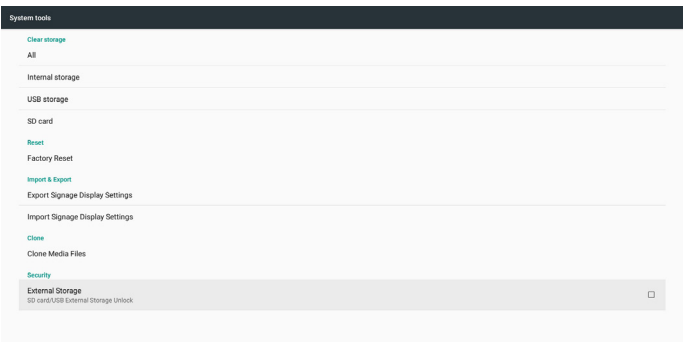 System tools
Clear storage
All
Internal storage
USB storage
SD card
Reset
Factory Reset
Import & Export
Export Signage Display Settings
Import Signage Display Settings
Clone
Clone Media Files
Security
External Storage
SD card/USB External Storage Unlock